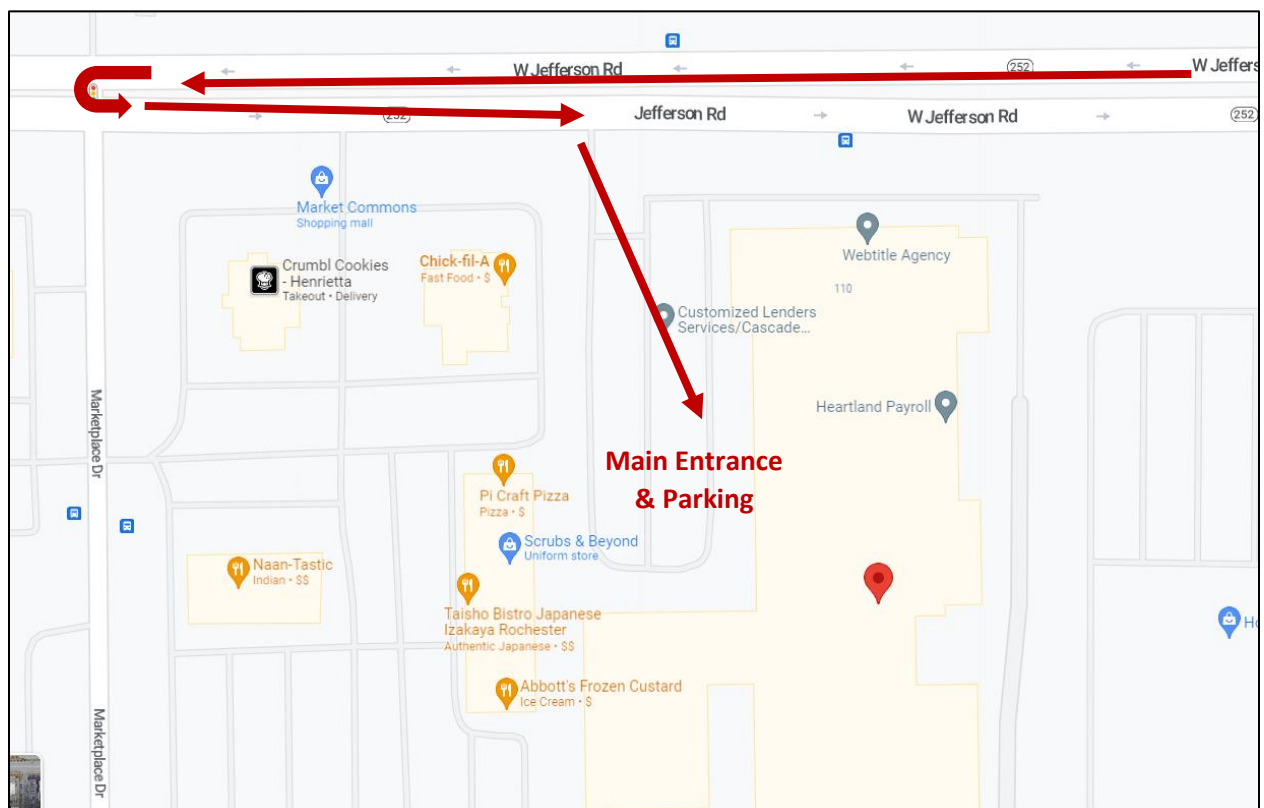 W Jefferson Rd
252
W Jeffers
252
Jefferson Rd
W Jefferson Rd
252
Market Commons
Shopping mall
Crumbl Cookies
- Henrietta
Takeout • Delivery
Chick-fil-A
Fast Food • $
Webtitle Agency
110
Customized Lenders
Services/Cascade...
Marketplace Dr
Heartland Payroll
Main Entrance
& Parking
Pi Craft Pizza
Pizza • $
Scrubs & Beyond
Uniform store
Naan-Tastic
Indian • $$
Taisho Bistro Japanese
Izakaya Rochester
Authentic Japanese • $$
Ho
Abbott's Frozen Custard
Ice Cream • $
Marketplace Dr